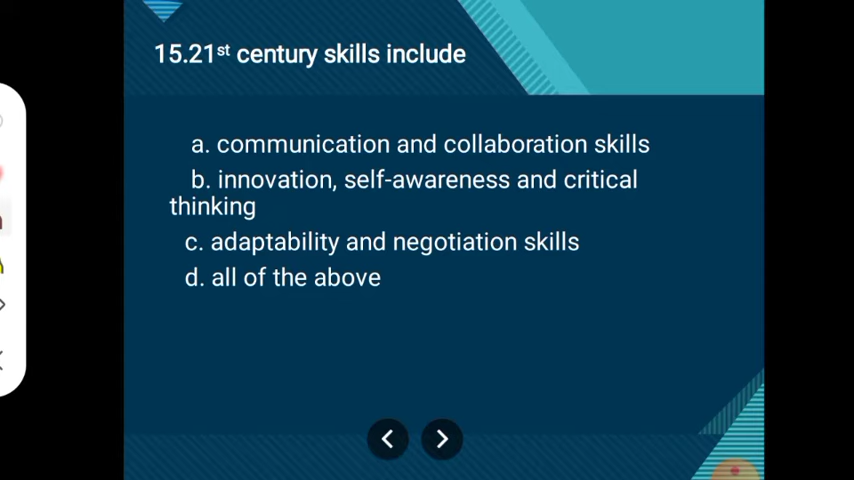 15.21st century skills include
a. communication and collaboration skills
b. innovation, self-awareness and critical
thinking
c. adaptability and negotiation skills
d. all of the above